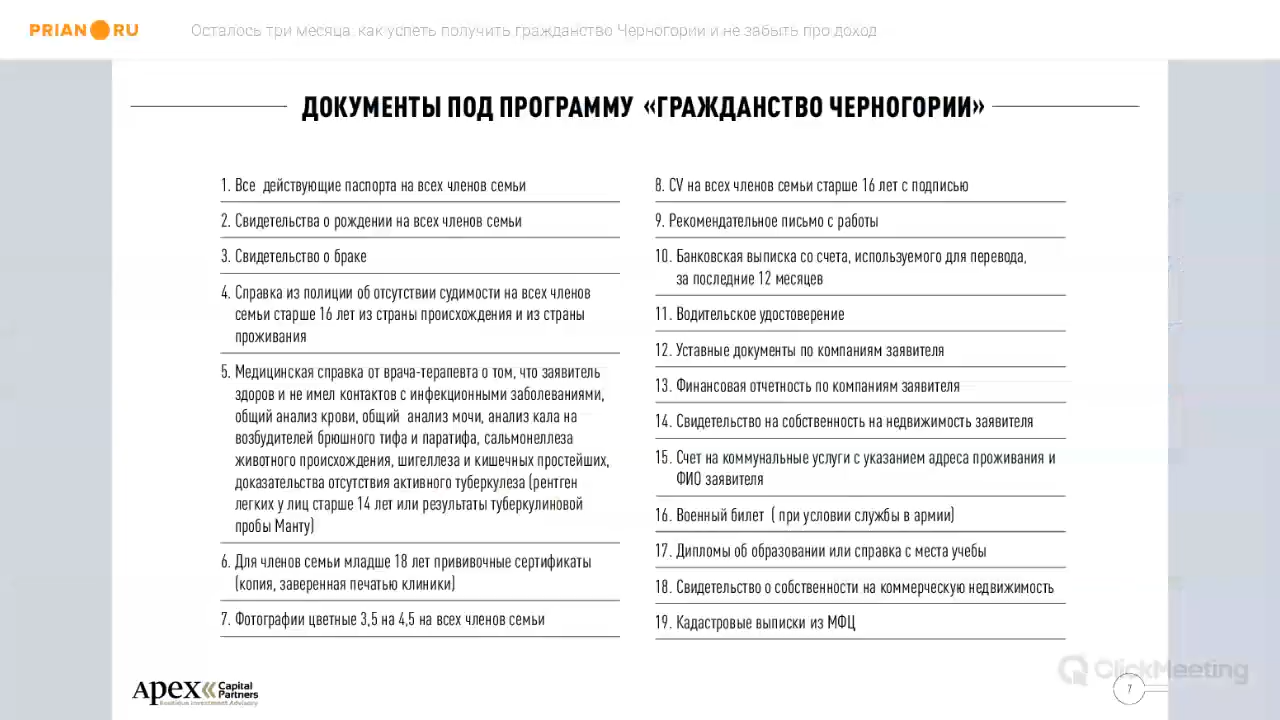 PRIAN RU
Осталось три месяца: как успеть получить гражданство Черногории и не забыть про доход
ДОКУМЕНТЫ ПОД ПРОГРАММУ «ГРАЖДАНСТВО ЧЕРНОГОРИИ»
1. Все действующие паспорта на всех членов семьи
2. Свидетельства о рождении на всех членов семьи
3. Свидетельство о браке
4. Справка из полиции об отсутствии судимости на всех членов
семьи старше 16 лет из страны происхождения и из страны
проживания
5. Медицинская справка от врача-терапевта о том, что заявитель
здоров и не имел контактов с инфекционными заболеваниями,
общий анализ крови, общий анализ мочи, анализ кала на
возбудителей брюшного тифа и паратифа, сальмонеллеза
животного происхождения, шигеллеза и кишечных простейших,
доказательства отсутствия активного туберкулеза (рентген
легких у лиц старше 14 лет или результаты туберкулиновой
пробы Манту)
6. Для членов семьи младше 18 лет прививочные сертификаты
(копия, заверенная печатью клиники)
7. Фотографии цветные 3,5 на 4,5 на всех членов семьи
8. CV на всех членов семьи старше 16 лет с подписью
9. Рекомендательное письмо с работы
10. Банковская выписка со счета, используемого для перевода,
за последние 12 месяцев
11. Водительское удостоверение
12. Уставные документы по компаниям заявителя
13. Финансовая отчетность по компаниям заявителя
14. Свидетельство на собственность на недвижимость заявителя
15. Счет на коммунальные услуги с указанием адреса проживания и
ФИО заявителя
16. Военный билет ( при условии службы в армии)
17. Дипломы об образовании или справка с места учебы
18. Свидетельство о собственности на коммерческую недвижимость
19. Кадастровые выписки из МФЦ
Apex Capital
Partners
Boutique Investment Advisory
ClickMeeting
7